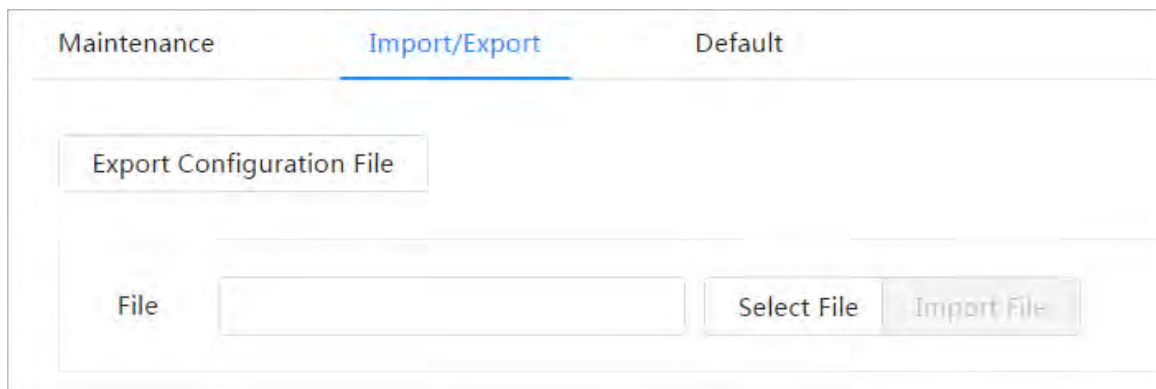 Maintenance Import/Export Default
Export Configuration File
File Select File Import File